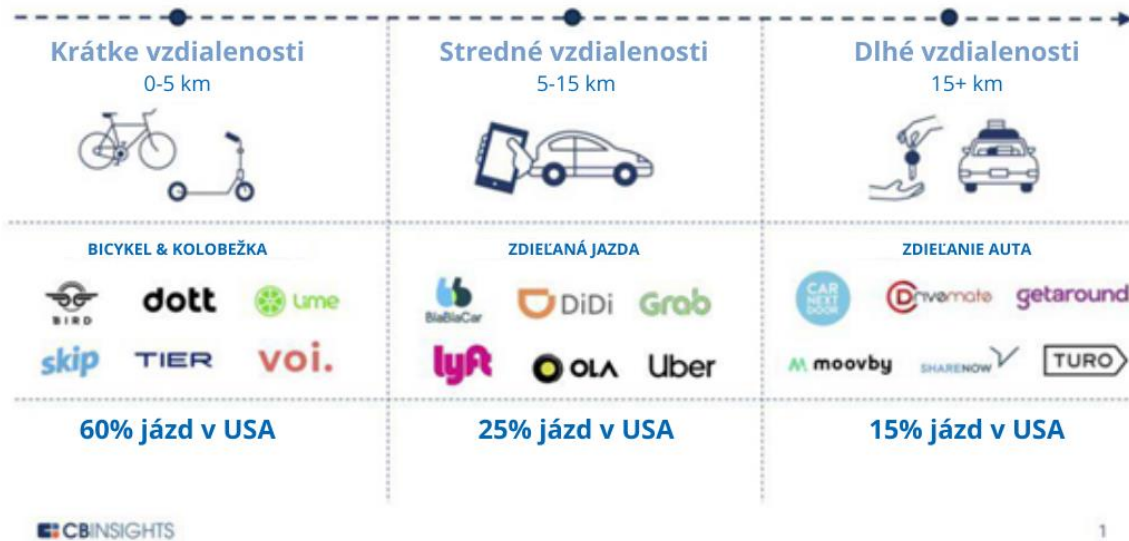 Krátke vzdialenosti
0-5 km
Stredné vzdialenosti
5-15 km
Dlhé vzdialenosti
15+ km
BICYKEL & KOLOBEŽKA
BIRD
dott
Lime
skip
TIER
voi.
ZDIEĽANÁ JAZDA
BlaBlaCar
DiDi
Grab
lyft
OLA
Uber
ZDIEĽANIE AUTA
CAR NEXT DOOR
Drivemate
getaround
moovby
SHARE NOW
TURO
60% jázd v USA
25% jázd v USA
15% jázd v USA
CBINSIGHTS
1